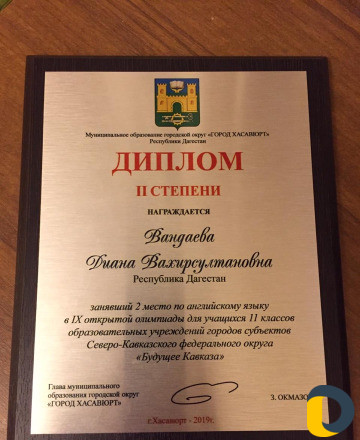 Муниципальное образование городской округ «ГОРОД ХАСАВЮРТ»
Республики Дагестан
ДИПЛОМ
II СТЕПЕНИ
НАГРАЖДАЕТСЯ
Вандаева
Диана Вахирсултановна
Республика Дагестан
занявший 2 место по английскому языку
в IX открытой олимпиады для учащихся 11 классов
образовательных учреждений городов субъектов
Северо-Кавказского федерального округа
«Будущее Кавказа»
Глава муниципального
образования городской округ
«ГОРОД ХАСАВЮРТ»
З. ОКМАЗО
г.Хасавюрт - 2019г.